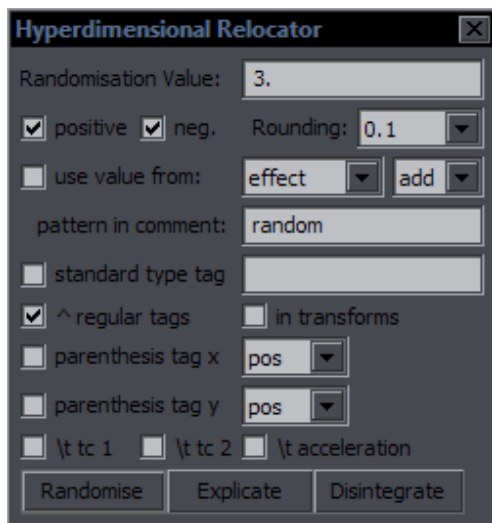 Hyperdimensional Relocator
Randomisation Value: 3.
positive neg. Rounding: 0.1
use value from: effect add
pattern in comment: random
standard type tag
^ regular tags in transforms
parenthesis tag x pos
parenthesis tag y pos
\t tc 1 \t tc 2 \t acceleration
Randomise Explicate Disintegrate